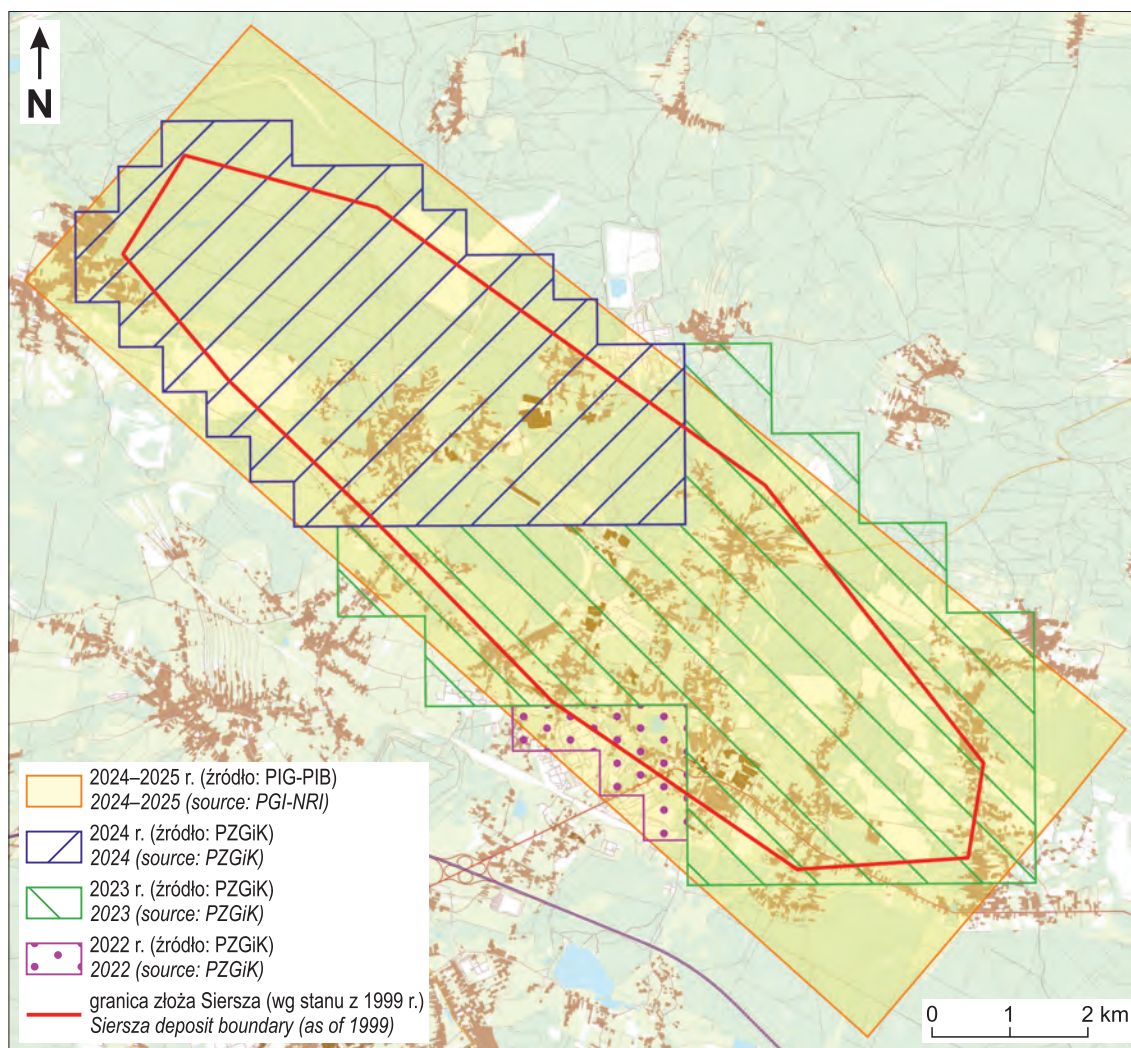 N
2024–2025 r. (źródło: PIG-PIB)
2024–2025 (source: PGI-NRI)
2024 r. (źródło: PZGiK)
2024 (source: PZGiK)
2023 r. (źródło: PZGiK)
2023 (source: PZGiK)
2022 r. (źródło: PZGiK)
2022 (source: PZGiK)
granica złoża Siersza (wg stanu z 1999 r.)
Siersza deposit boundary (as of 1999)
0 1 2 km